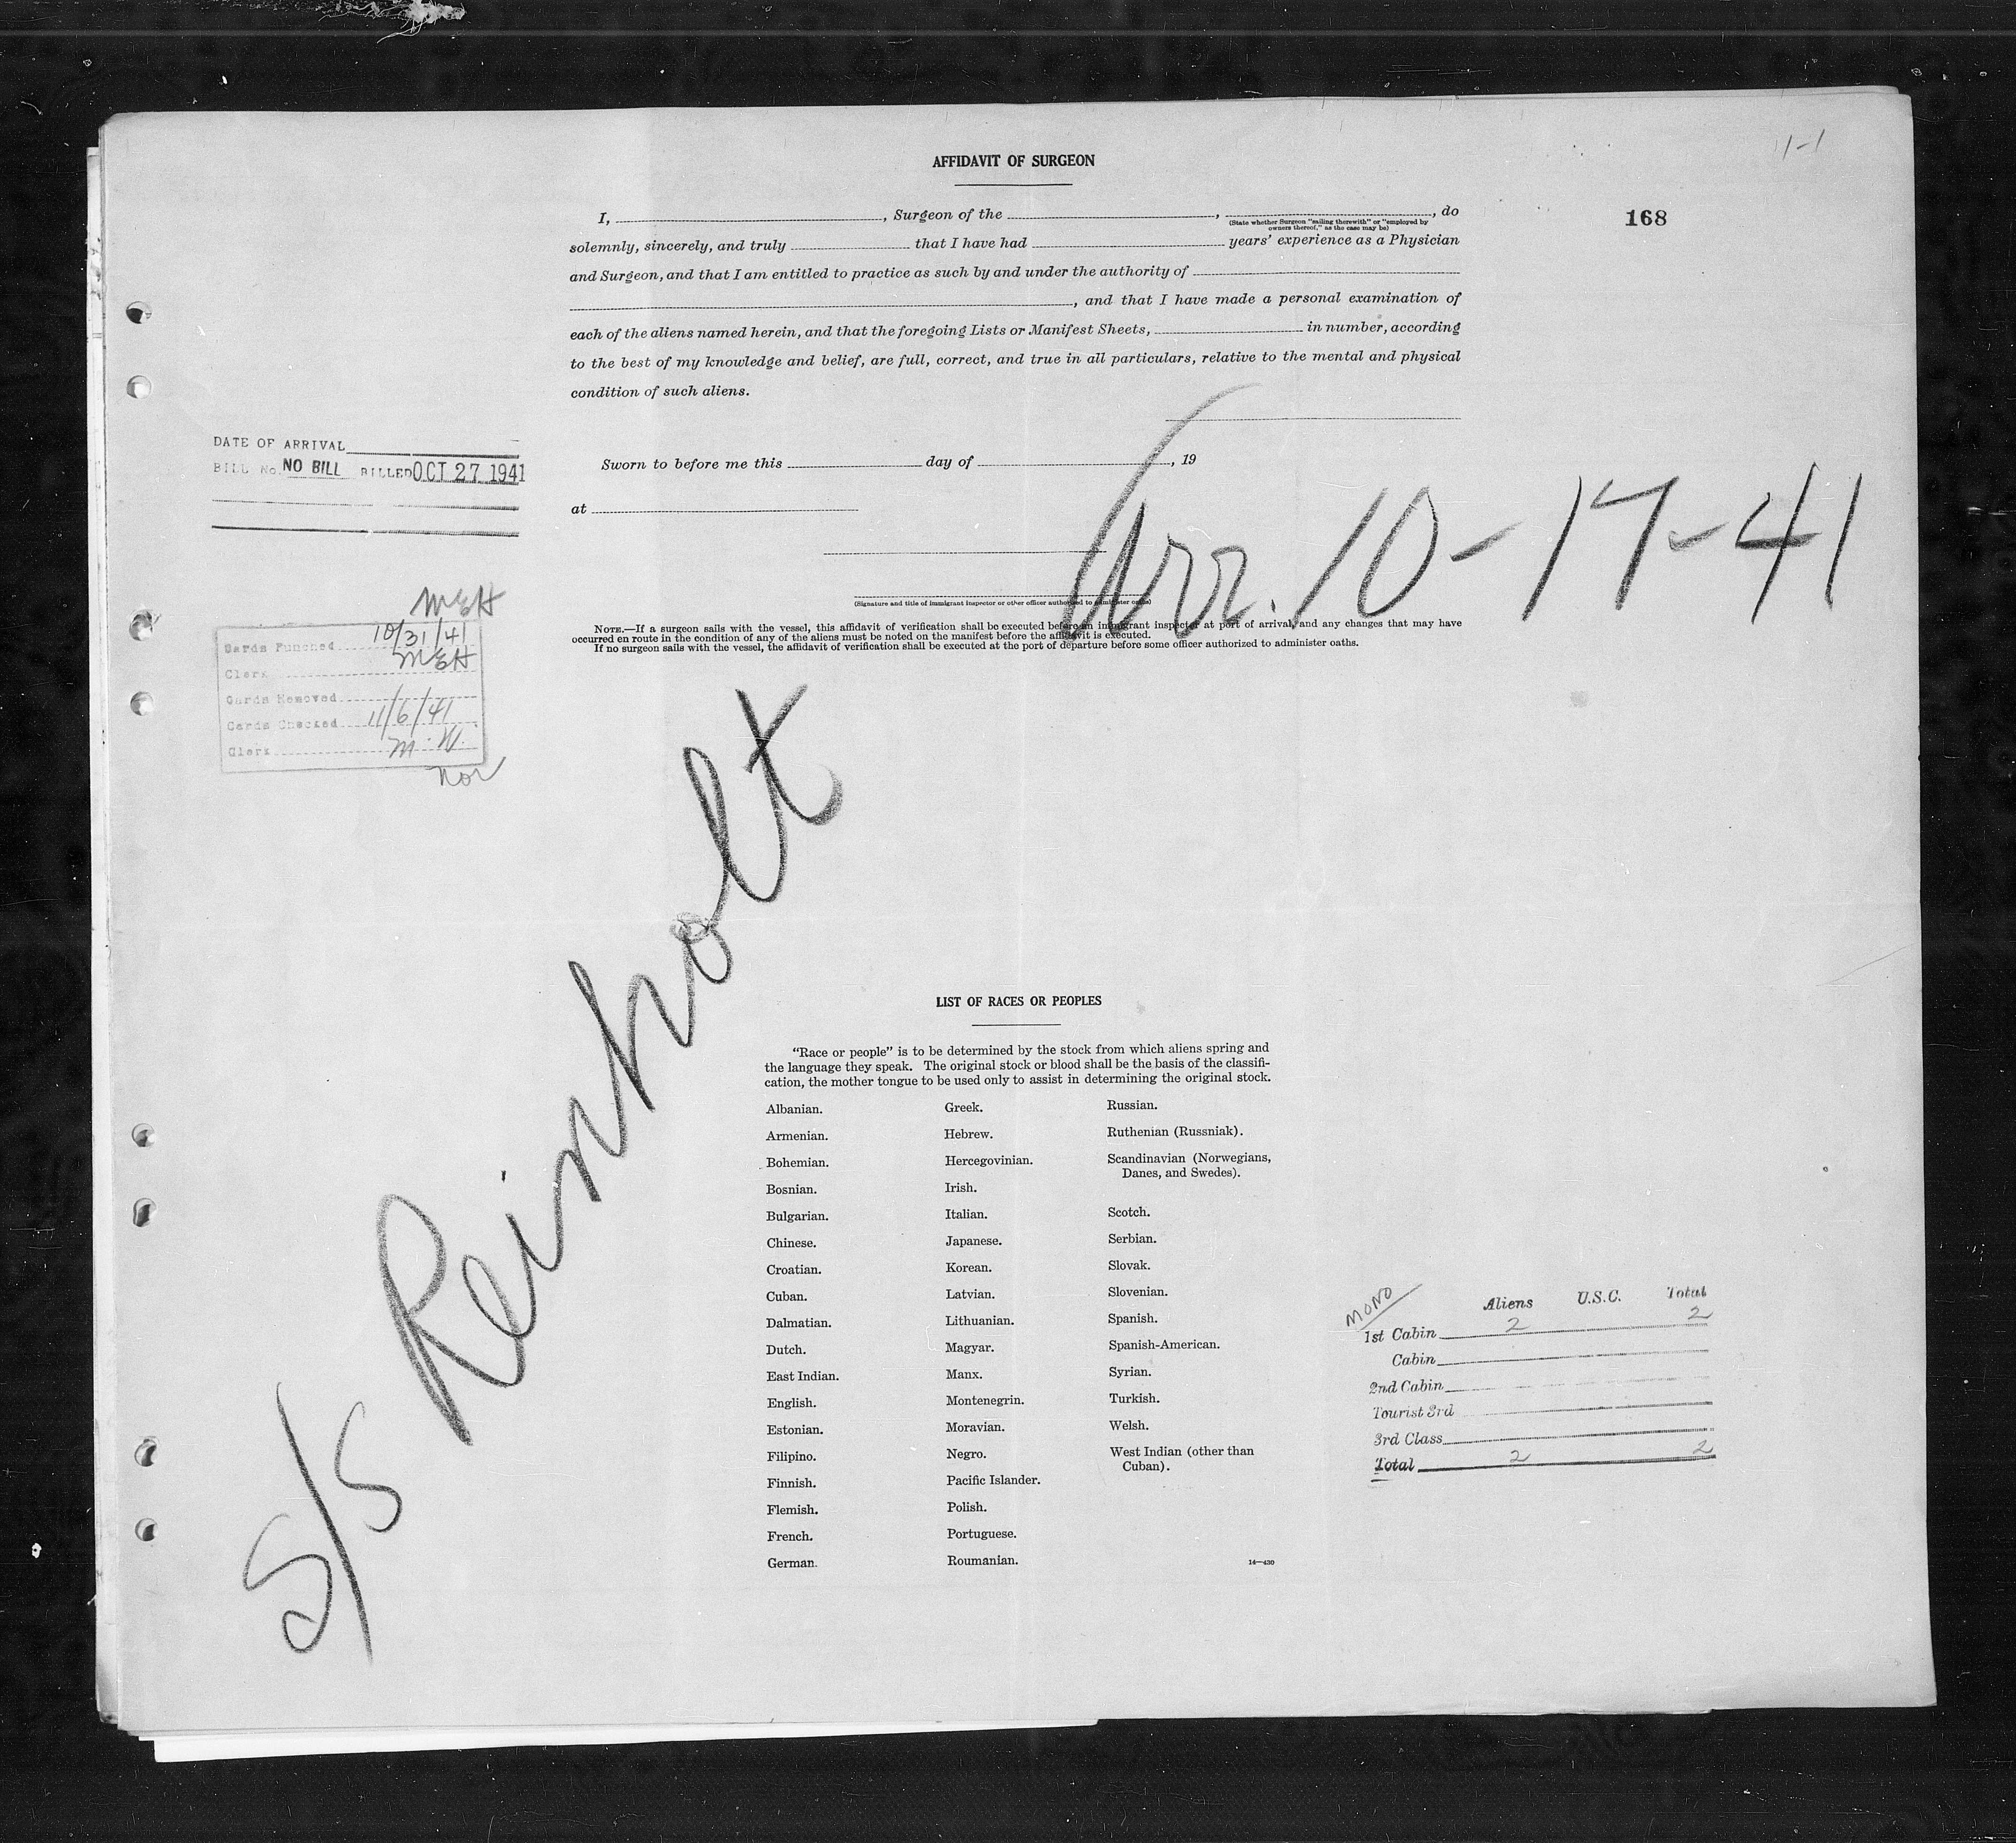 1-1
AFFIDAVIT OF SURGEON
168
I, , Surgeon of the , , do
(State whether Surgeon "sailing therewith" or "employed by
owners thereof," as the case may be)
solemnly, sincerely, and truly that I have had years' experience as a Physician
and Surgeon, and that I am entitled to practice as such by and under the authority of
, and that I have made a personal examination of
each of the aliens named herein, and that the foregoing Lists or Manifest Sheets, in number, according
to the best of my knowledge and belief, are full, correct, and true in all particulars, relative to the mental and physical
condition of such aliens.
DATE OF ARRIVAL
BILL No. NO BILL BILLED OCT 27 1941
Sworn to before me this day of , 19
at
Arr. 10-17-41
(Signature and title of immigrant inspector or other officer authorized to administer oaths)
NOTE.—If a surgeon sails with the vessel, this affidavit of verification shall be executed before an immigrant inspector at port of arrival, and any changes that may have
occurred en route in the condition of any of the aliens must be noted on the manifest before the affidavit is executed.
If no surgeon sails with the vessel, the affidavit of verification shall be executed at the port of departure before some officer authorized to administer oaths.
MEH
Cards Punched 10/31/41
Clerk MEH
Cards Removed
Cards Checked 11/6/41
Clerk M.W.
Nor
S/S Reinholt
LIST OF RACES OR PEOPLES
"Race or people" is to be determined by the stock from which aliens spring and
the language they speak. The original stock or blood shall be the basis of the classifi-
cation, the mother tongue to be used only to assist in determining the original stock.
Albanian.
Armenian.
Bohemian.
Bosnian.
Bulgarian.
Chinese.
Croatian.
Cuban.
Dalmatian.
Dutch.
East Indian.
English.
Estonian.
Filipino.
Finnish.
Flemish.
French.
German.
Greek.
Hebrew.
Hercegovinian.
Irish.
Italian.
Japanese.
Korean.
Latvian.
Lithuanian.
Magyar.
Manx.
Montenegrin.
Moravian.
Negro.
Pacific Islander.
Polish.
Portuguese.
Roumanian.
Russian.
Ruthenian (Russniak).
Scandinavian (Norwegians,
Danes, and Swedes).
Scotch.
Serbian.
Slovak.
Slovenian.
Spanish.
Spanish-American.
Syrian.
Turkish.
Welsh.
West Indian (other than
Cuban).
14—430
MONO
Aliens U.S.C. Total
1st Cabin 2 2
Cabin
2nd Cabin
Tourist 3rd
3rd Class
Total 2 2